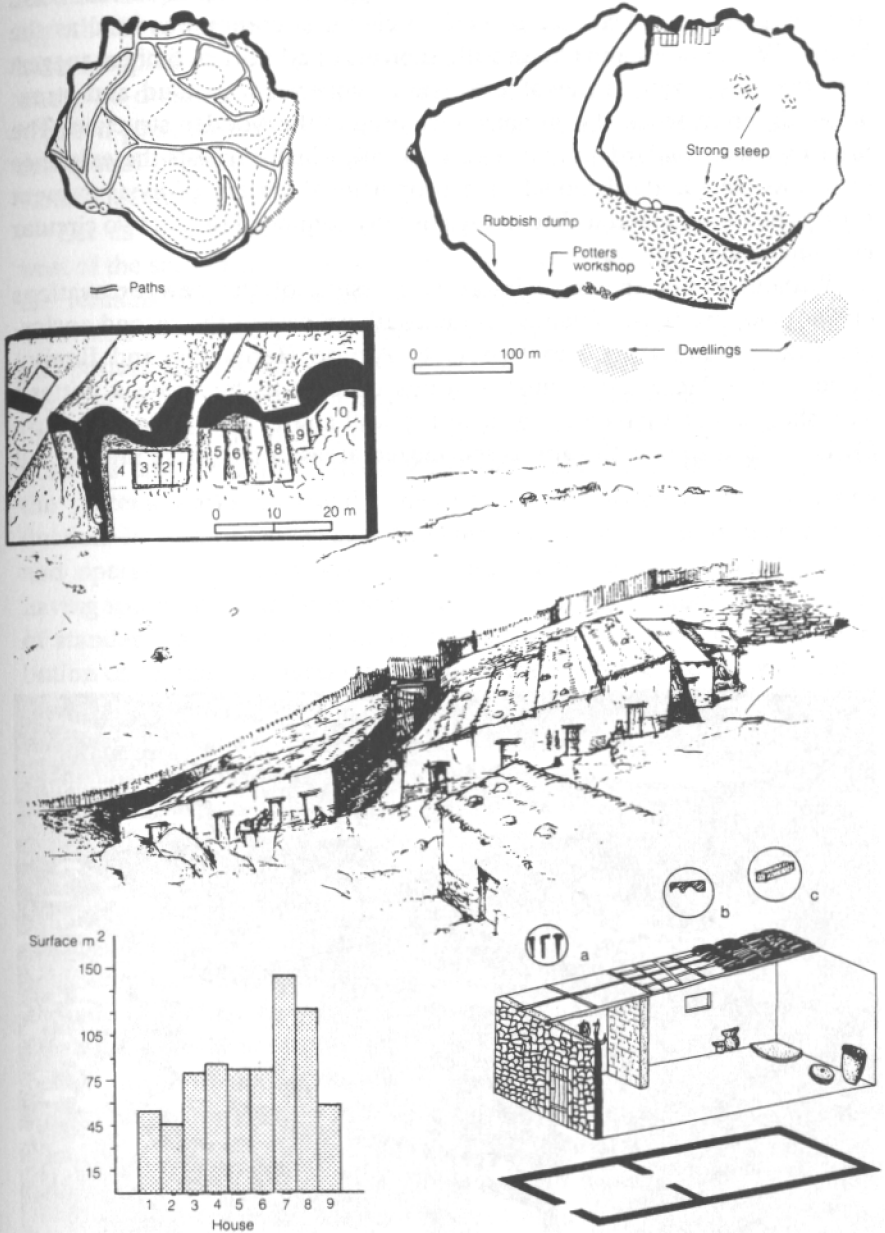 Paths
Strong steep
Rubbish dump
Potters
workshop
0 100 m
Dwellings
4 3 2 1 5 6 7 8 9 10
0 10 20 m
a
b
c
Surface m2
150
105
75
45
15
1 2 3 4 5 6 7 8 9
House